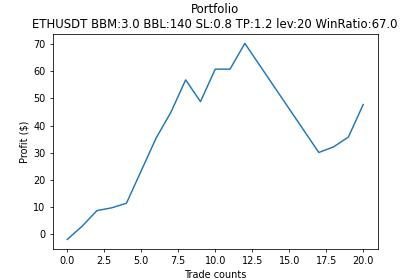 Portfolio
ETHUSDT BBM:3.0 BBL:140 SL:0.8 TP:1.2 lev:20 WinRatio:67.0
70
60
50
40
30
20
10
0
Profit ($)
0.0 2.5 5.0 7.5 10.0 12.5 15.0 17.5 20.0
Trade counts